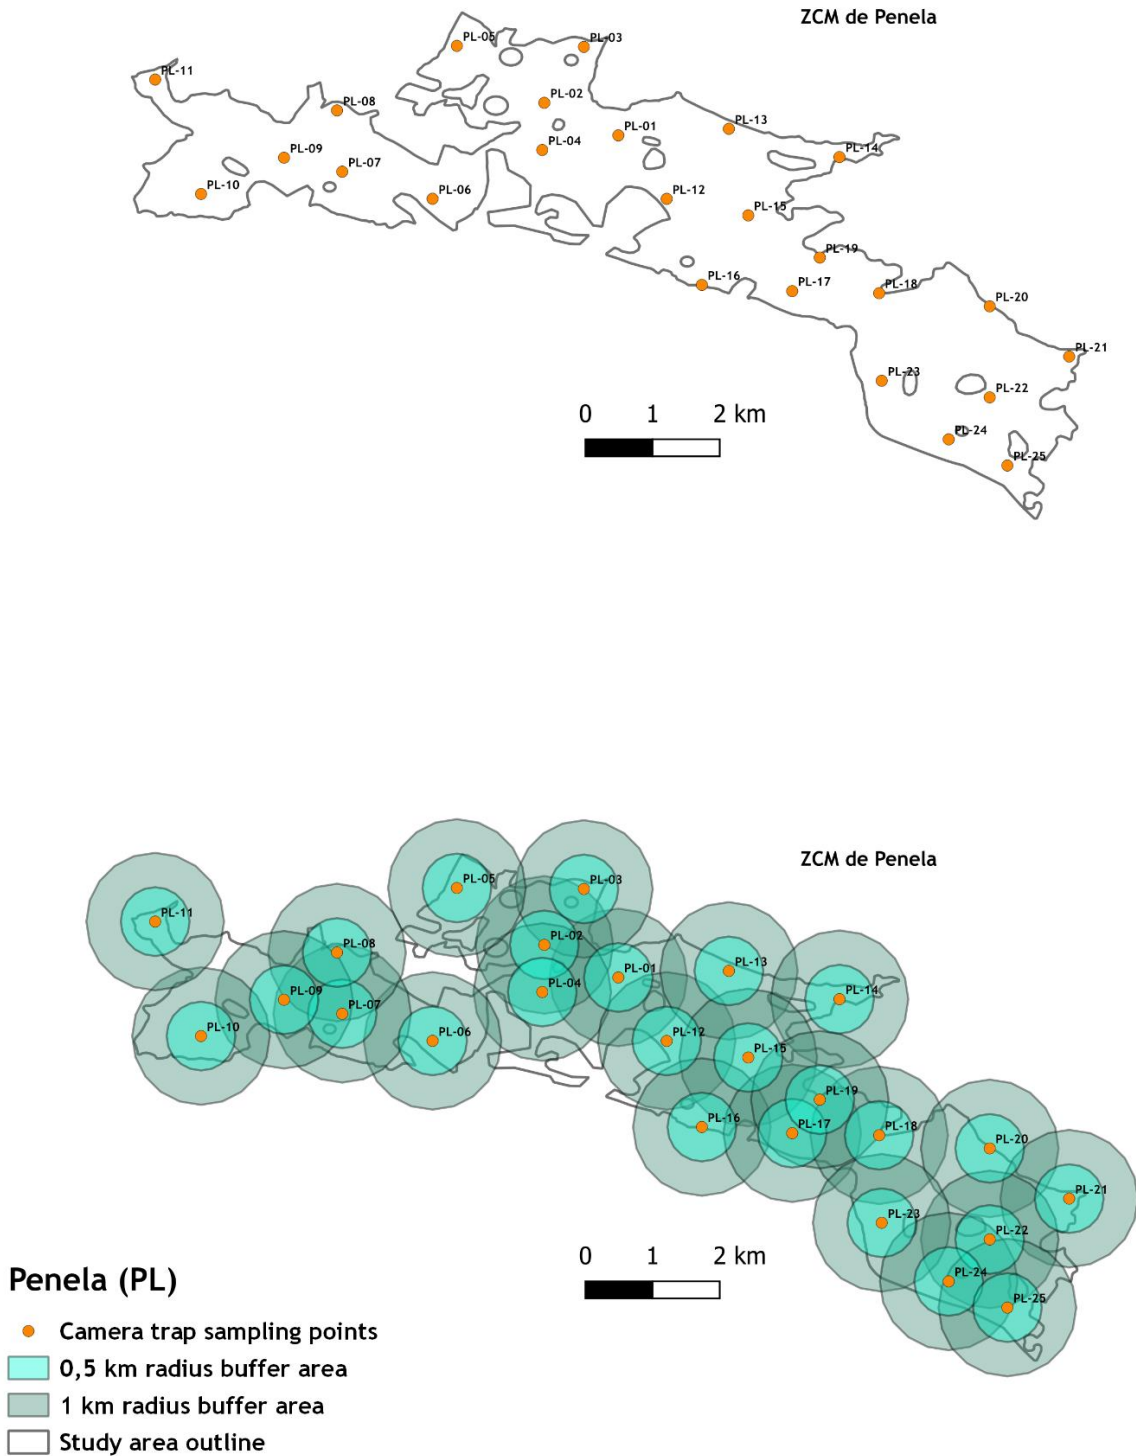 ZCM de Penela
PL-05
PL-03
PL-11
PL-02
PL-08
PL-13
PL-01
PL-04
PL-14
PL-09
PL-07
PL-10
PL-06
PL-12
PL-15
PL-19
PL-16
PL-17
PL-18
PL-20
PL-21
PL-23
PL-22
PL-24
PL-25
0 1 2 km
ZCM de Penela
PL-05
PL-03
PL-11
PL-02
PL-08
PL-13
PL-01
PL-04
PL-14
PL-09
PL-07
PL-10
PL-06
PL-12
PL-15
PL-19
PL-16
PL-17
PL-18
PL-20
PL-21
PL-23
PL-22
PL-24
PL-25
0 1 2 km
Penela (PL)
Camera trap sampling points
0,5 km radius buffer area
1 km radius buffer area
Study area outline